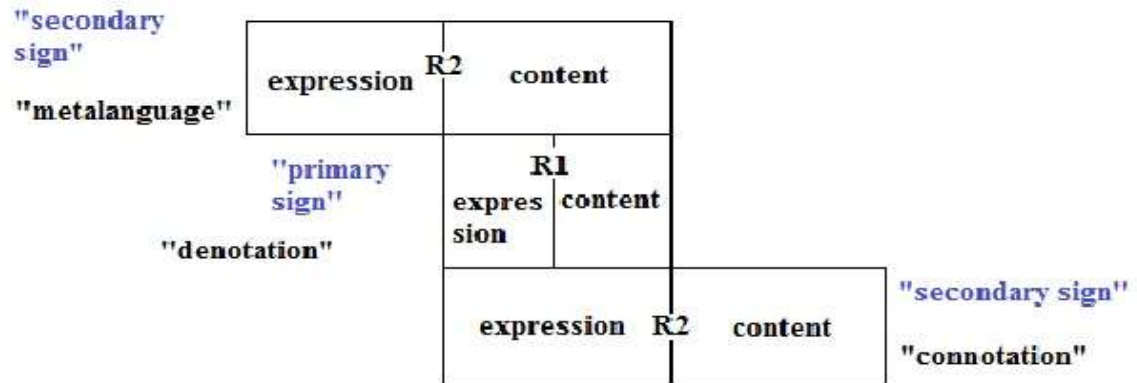 "secondary
sign"
expression R2 content
"metalanguage"
"primary
sign"
R1
expres content
sion
"denotation"
"secondary sign"
expression R2 content
"connotation"